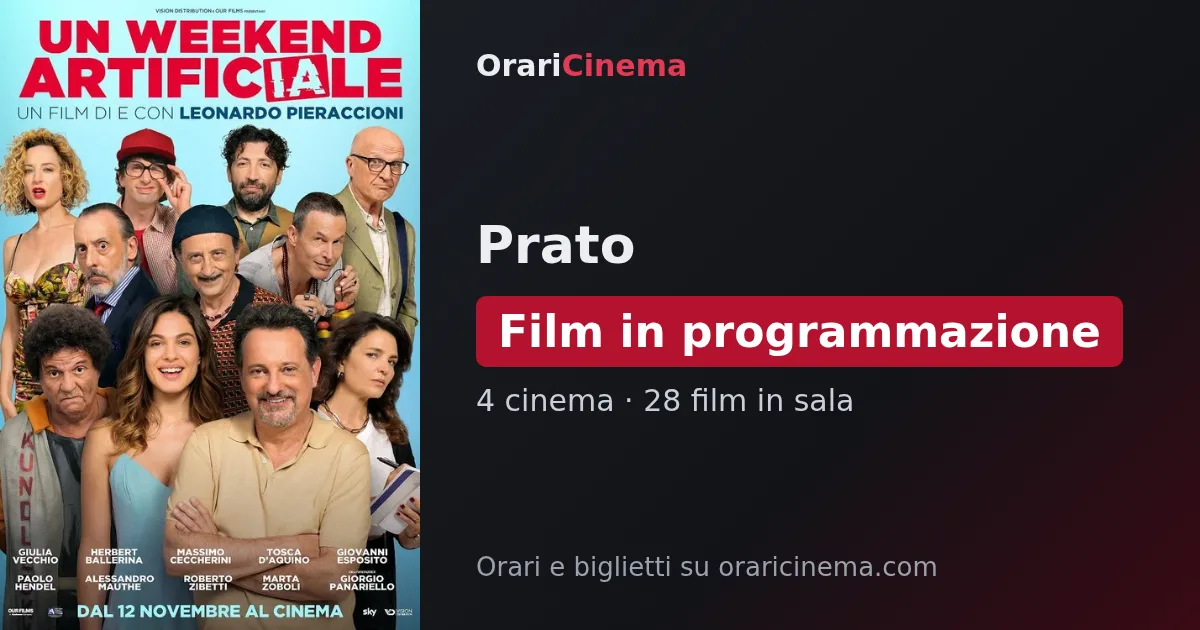 VISION DISTRIBUTION E OUR FILMS PRESENTANO
UN WEEKEND
ARTIFICIALE
UN FILM DI E CON LEONARDO PIERACCIONI
KUNDL
GIULIA VECCHIO
HERBERT BALLERINA
MASSIMO CECCHERINI
TOSCA D'AQUINO
GIOVANNI ESPOSITO
PAOLO HENDEL
ALESSANDRO MAUTHE
ROBERTO ZIBETTI
MARTA ZOBOLI
GIORGIO PANARIELLO
OUR FILMS
DAL 12 NOVEMBRE AL CINEMA
sky
VISION
OrariCinema
Prato
Film in programmazione
4 cinema · 28 film in sala
Orari e biglietti su oraricinema.com